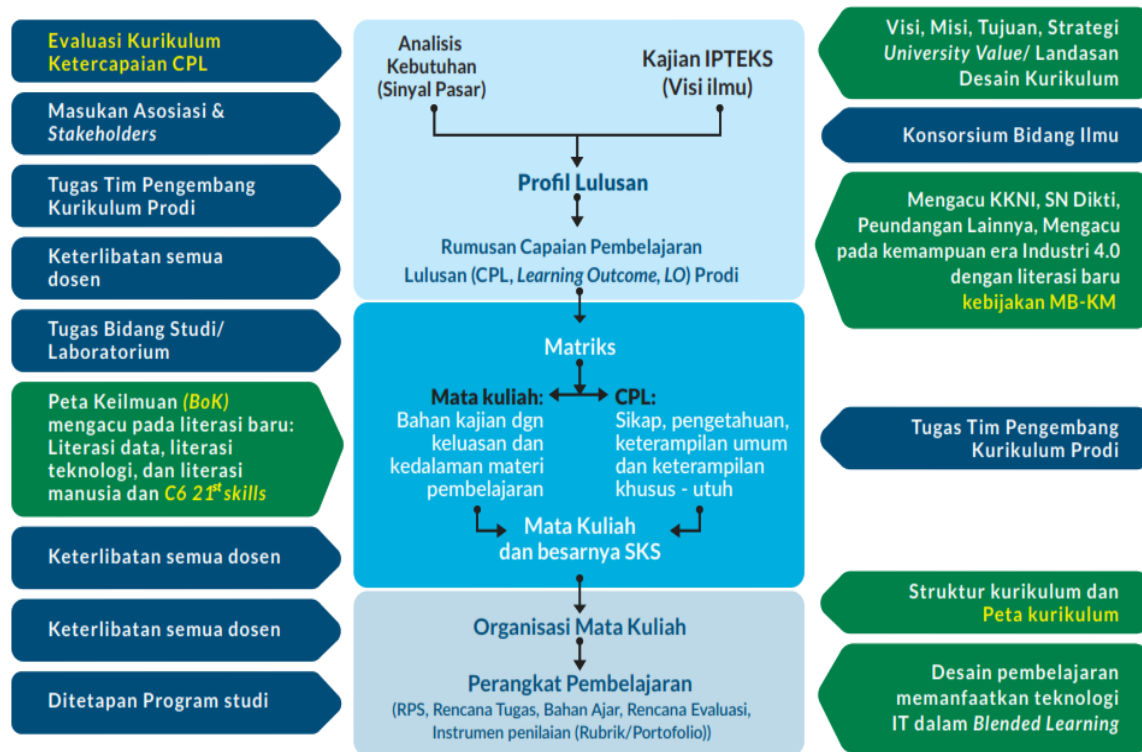 Evaluasi Kurikulum
Ketercapaian CPL
Masukan Asosiasi &
Stakeholders
Tugas Tim Pengembang
Kurikulum Prodi
Keterlibatan semua
dosen
Tugas Bidang Studi/
Laboratorium
Peta Keilmuan (BoK)
mengacu pada literasi baru:
Literasi data, literasi
teknologi, dan literasi
manusia dan C6 21st skills
Keterlibatan semua dosen
Keterlibatan semua dosen
Ditetapan Program studi
Analisis
Kebutuhan
(Sinyal Pasar)
Kajian IPTEKS
(Visi ilmu)
Profil Lulusan
Rumusan Capaian Pembelajaran
Lulusan (CPL, Learning Outcome, LO) Prodi
Matriks
Mata kuliah:
Bahan kajian dgn
keluasan dan
kedalaman materi
pembelajaran
CPL:
Sikap, pengetahuan,
keterampilan umum
dan keterampilan
khusus - utuh
Mata Kuliah
dan besarnya SKS
Organisasi Mata Kuliah
Perangkat Pembelajaran
(RPS, Rencana Tugas, Bahan Ajar, Rencana Evaluasi,
Instrumen penilaian (Rubrik/Portofolio))
Visi, Misi, Tujuan, Strategi
University Value/ Landasan
Desain Kurikulum
Konsorsium Bidang Ilmu
Mengacu KKNI, SN Dikti,
Peundangan Lainnya, Mengacu
pada kemampuan era Industri 4.0
dengan literasi baru
kebijakan MB-KM
Tugas Tim Pengembang
Kurikulum Prodi
Struktur kurikulum dan
Peta kurikulum
Desain pembelajaran
memanfaatkan teknologi
IT dalam Blended Learning